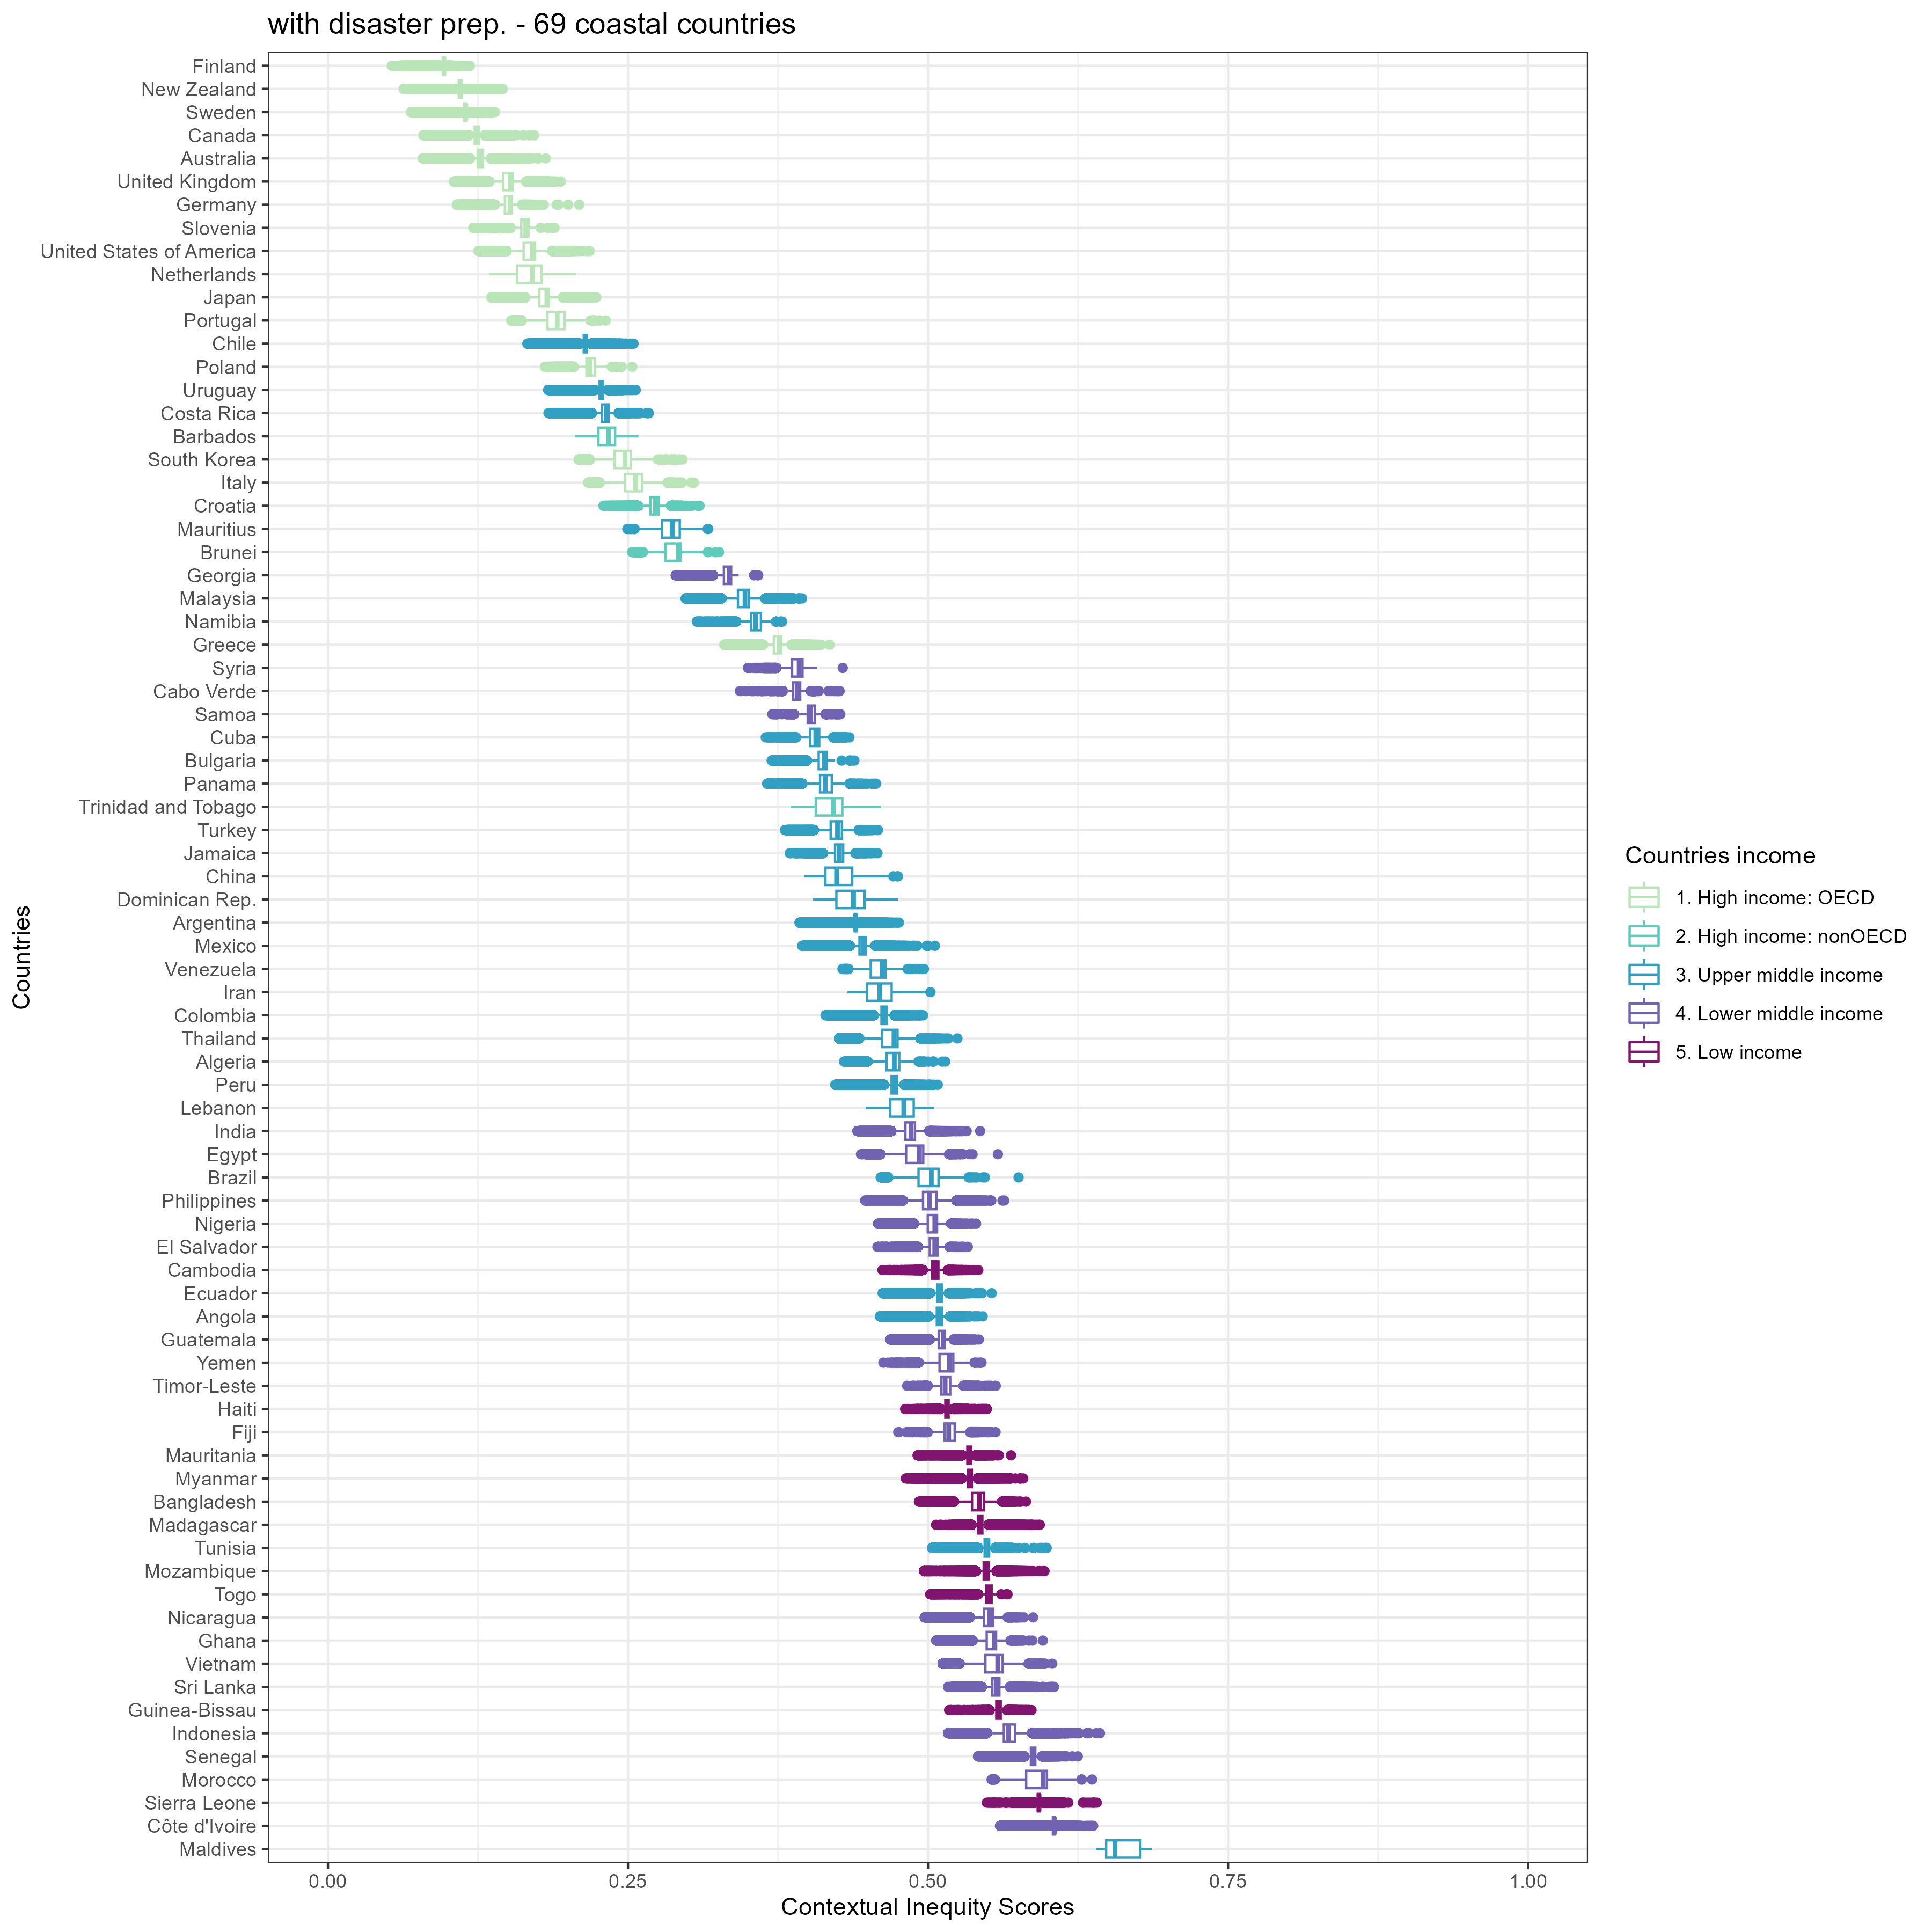 with disaster prep. - 69 coastal countries
Finland
New Zealand
Sweden
Canada
Australia
United Kingdom
Germany
Slovenia
United States of America
Netherlands
Japan
Portugal
Chile
Poland
Uruguay
Costa Rica
Barbados
South Korea
Italy
Croatia
Mauritius
Brunei
Georgia
Malaysia
Namibia
Greece
Syria
Cabo Verde
Samoa
Cuba
Bulgaria
Panama
Trinidad and Tobago
Turkey
Jamaica
China
Dominican Rep.
Argentina
Mexico
Venezuela
Iran
Colombia
Thailand
Algeria
Peru
Lebanon
India
Egypt
Brazil
Philippines
Nigeria
El Salvador
Cambodia
Ecuador
Angola
Guatemala
Yemen
Timor-Leste
Haiti
Fiji
Mauritania
Myanmar
Bangladesh
Madagascar
Tunisia
Mozambique
Togo
Nicaragua
Ghana
Vietnam
Sri Lanka
Guinea-Bissau
Indonesia
Senegal
Morocco
Sierra Leone
Côte d'Ivoire
Maldives
Countries
0.00 0.25 0.50 0.75 1.00
Contextual Inequity Scores
Countries income
1. High income: OECD
2. High income: nonOECD
3. Upper middle income
4. Lower middle income
5. Low income